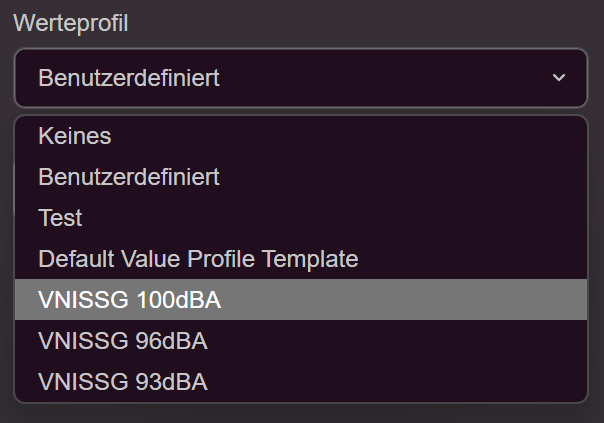 Werteprofil
Benutzerdefiniert
Keines
Benutzerdefiniert
Test
Default Value Profile Template
VNISSG 100dBA
VNISSG 96dBA
VNISSG 93dBA